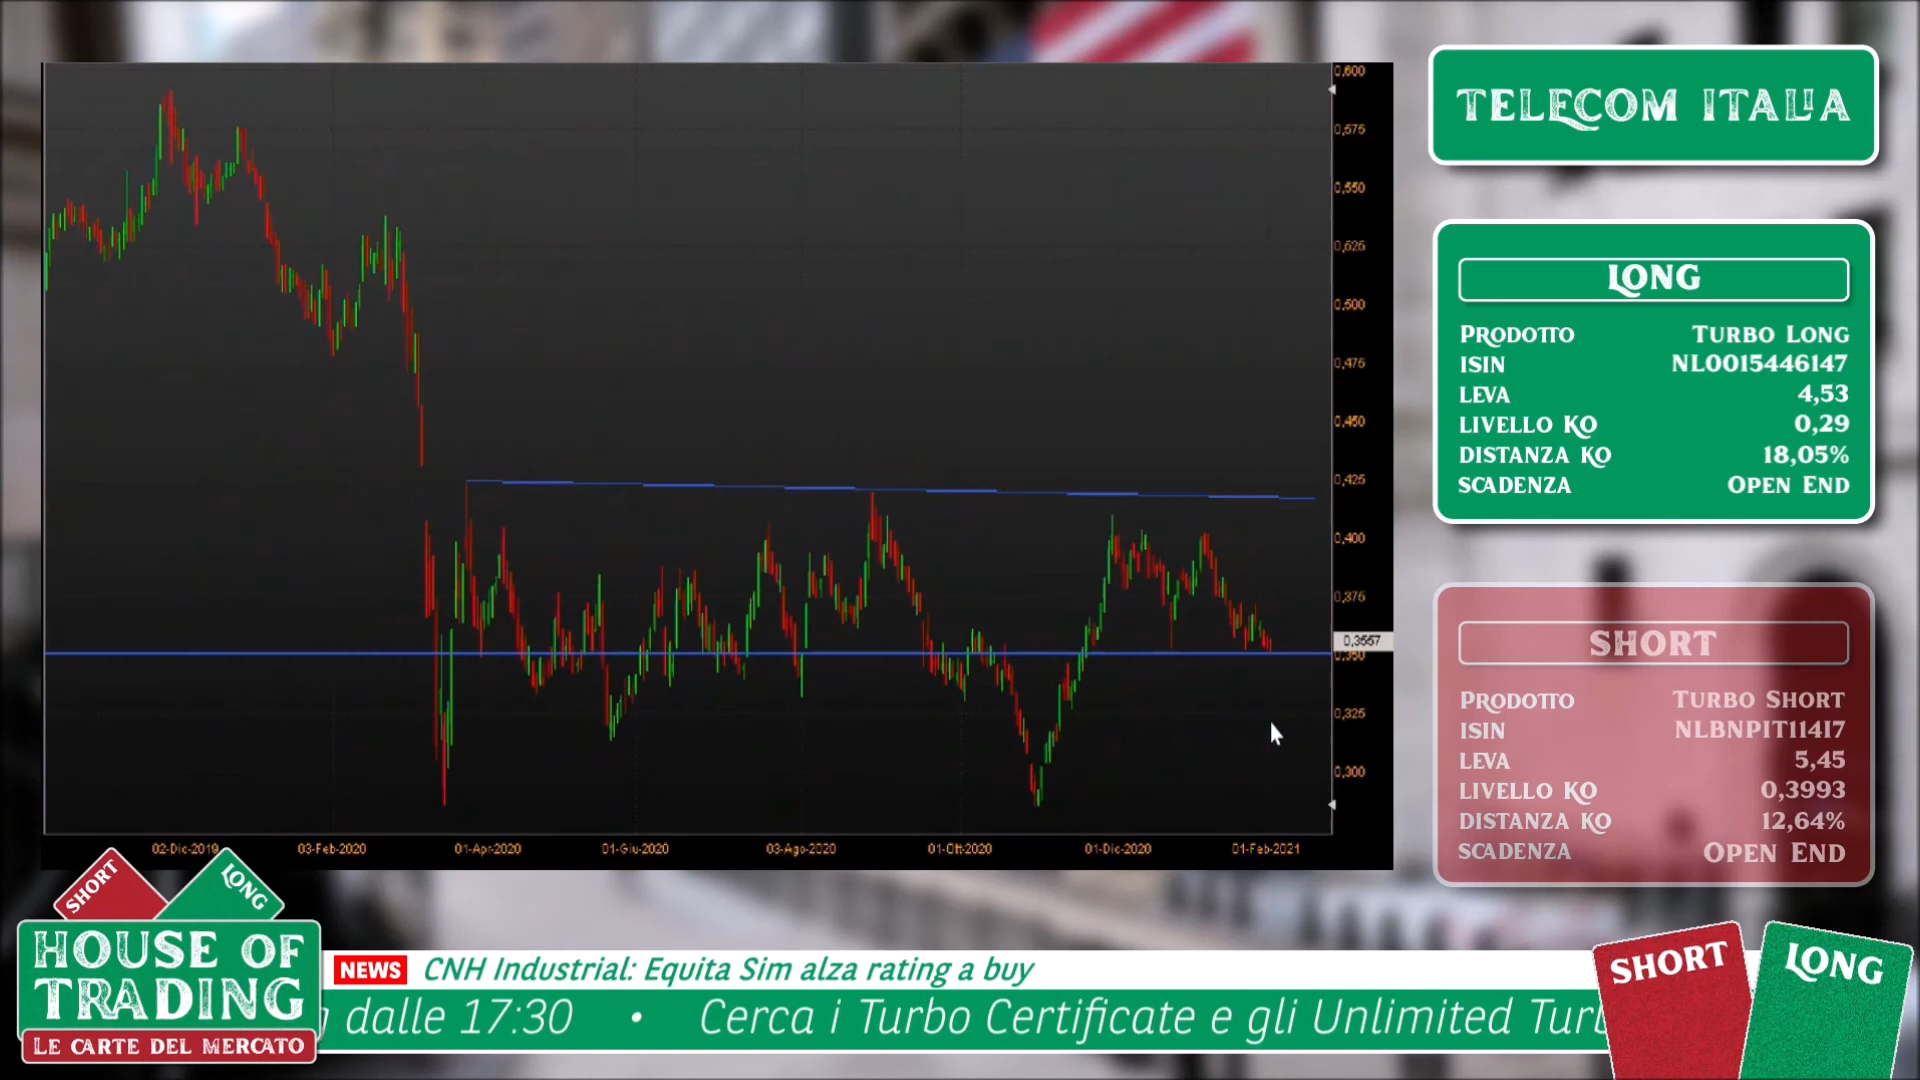 TELECOM ITALIA
0,600
0,575
0,550
0,525
0,500
0,475
0,450
0,425
0,400
0,375
0,3557
0,350
0,325
0,300
02-Dic-2019
03-Feb-2020
01-Apr-2020
01-Giu-2020
03-Ago-2020
01-Ott-2020
01-Dic-2020
01-Feb-2021
LONG
PRODOTTO TURBO LONG
ISIN NL0015446147
LEVA 4,53
LIVELLO KO 0,29
DISTANZA KO 18,05%
SCADENZA OPEN END
SHORT
PRODOTTO TURBO SHORT
ISIN NLBNPIT114I7
LEVA 5,45
LIVELLO KO 0,3993
DISTANZA KO 12,64%
SCADENZA OPEN END
SHORT
LONG
HOUSE OF
TRADING
LE CARTE DEL MERCATO
NEWS CNH Industrial: Equita Sim alza rating a buy
g dalle 17:30 • Cerca i Turbo Certificate e gli Unlimited Turb
SHORT
LONG